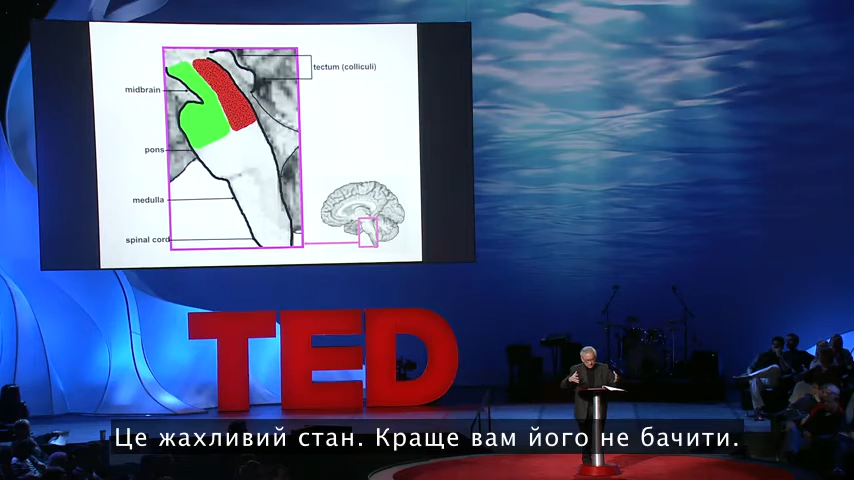 tectum (colliculi)
midbrain
pons
medulla
spinal cord
TED
Це жахливий стан. Краще вам його не бачити.